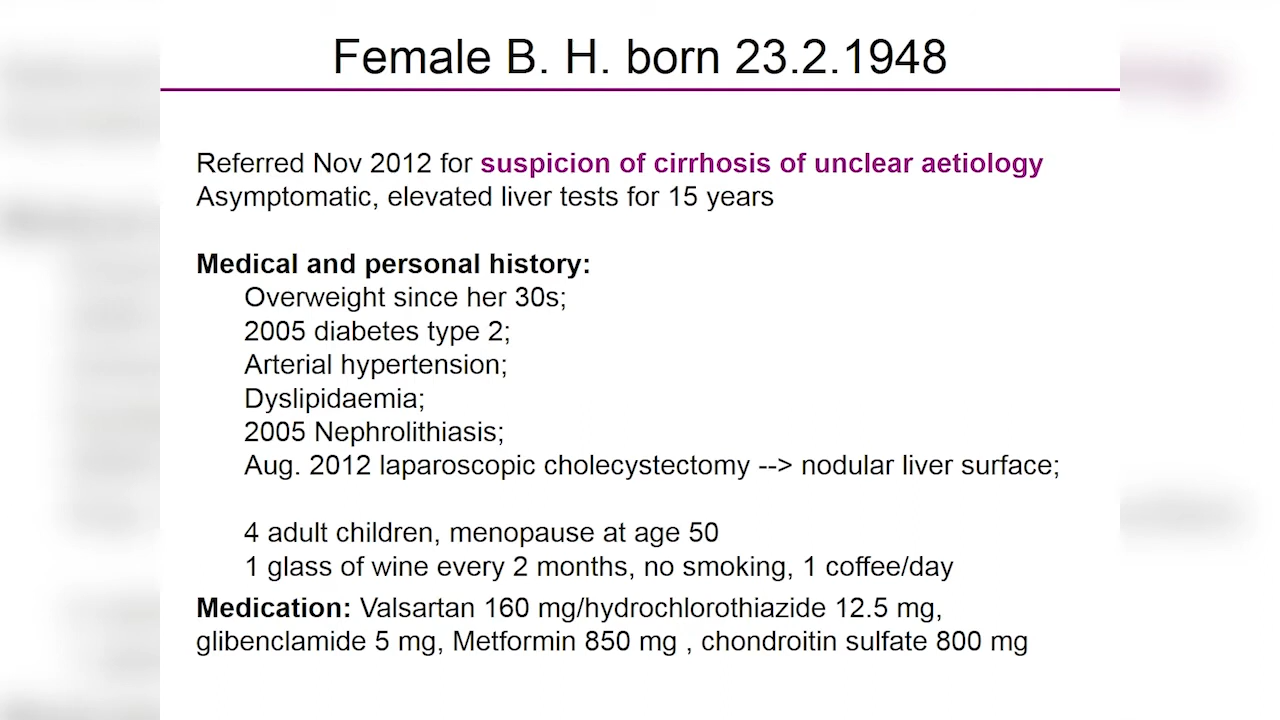 Female B. H. born 23.2.1948
Referred Nov 2012 for suspicion of cirrhosis of unclear aetiology
Asymptomatic, elevated liver tests for 15 years
Medical and personal history:
Overweight since her 30s;
2005 diabetes type 2;
Arterial hypertension;
Dyslipidaemia;
2005 Nephrolithiasis;
Aug. 2012 laparoscopic cholecystectomy --> nodular liver surface;
4 adult children, menopause at age 50
1 glass of wine every 2 months, no smoking, 1 coffee/day
Medication: Valsartan 160 mg/hydrochlorothiazide 12.5 mg,
glibenclamide 5 mg, Metformin 850 mg , chondroitin sulfate 800 mg